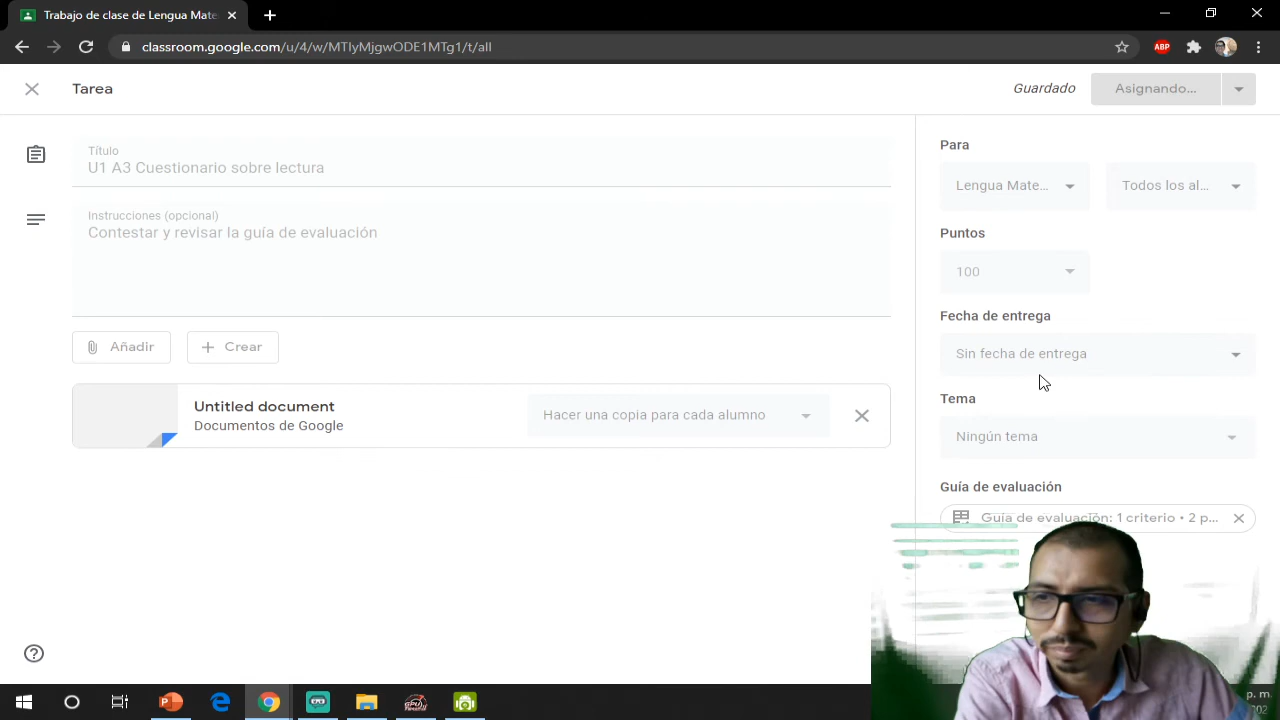 Trabajo de clase de Lengua Mate
classroom.google.com/u/4/w/MTIyMjgwODE1MTg1/t/all
ABP
Tarea
Guardado
Asignando...
Título
U1 A3 Cuestionario sobre lectura
Instrucciones (opcional)
Contestar y revisar la guía de evaluación
Añadir
Crear
Untitled document
Documentos de Google
Hacer una copia para cada alumno
Para
Lengua Mate...
Todos los al...
Puntos
100
Fecha de entrega
Sin fecha de entrega
Tema
Ningún tema
Guía de evaluación
Guía de evaluación: 1 criterio • 2 p...
p. m.